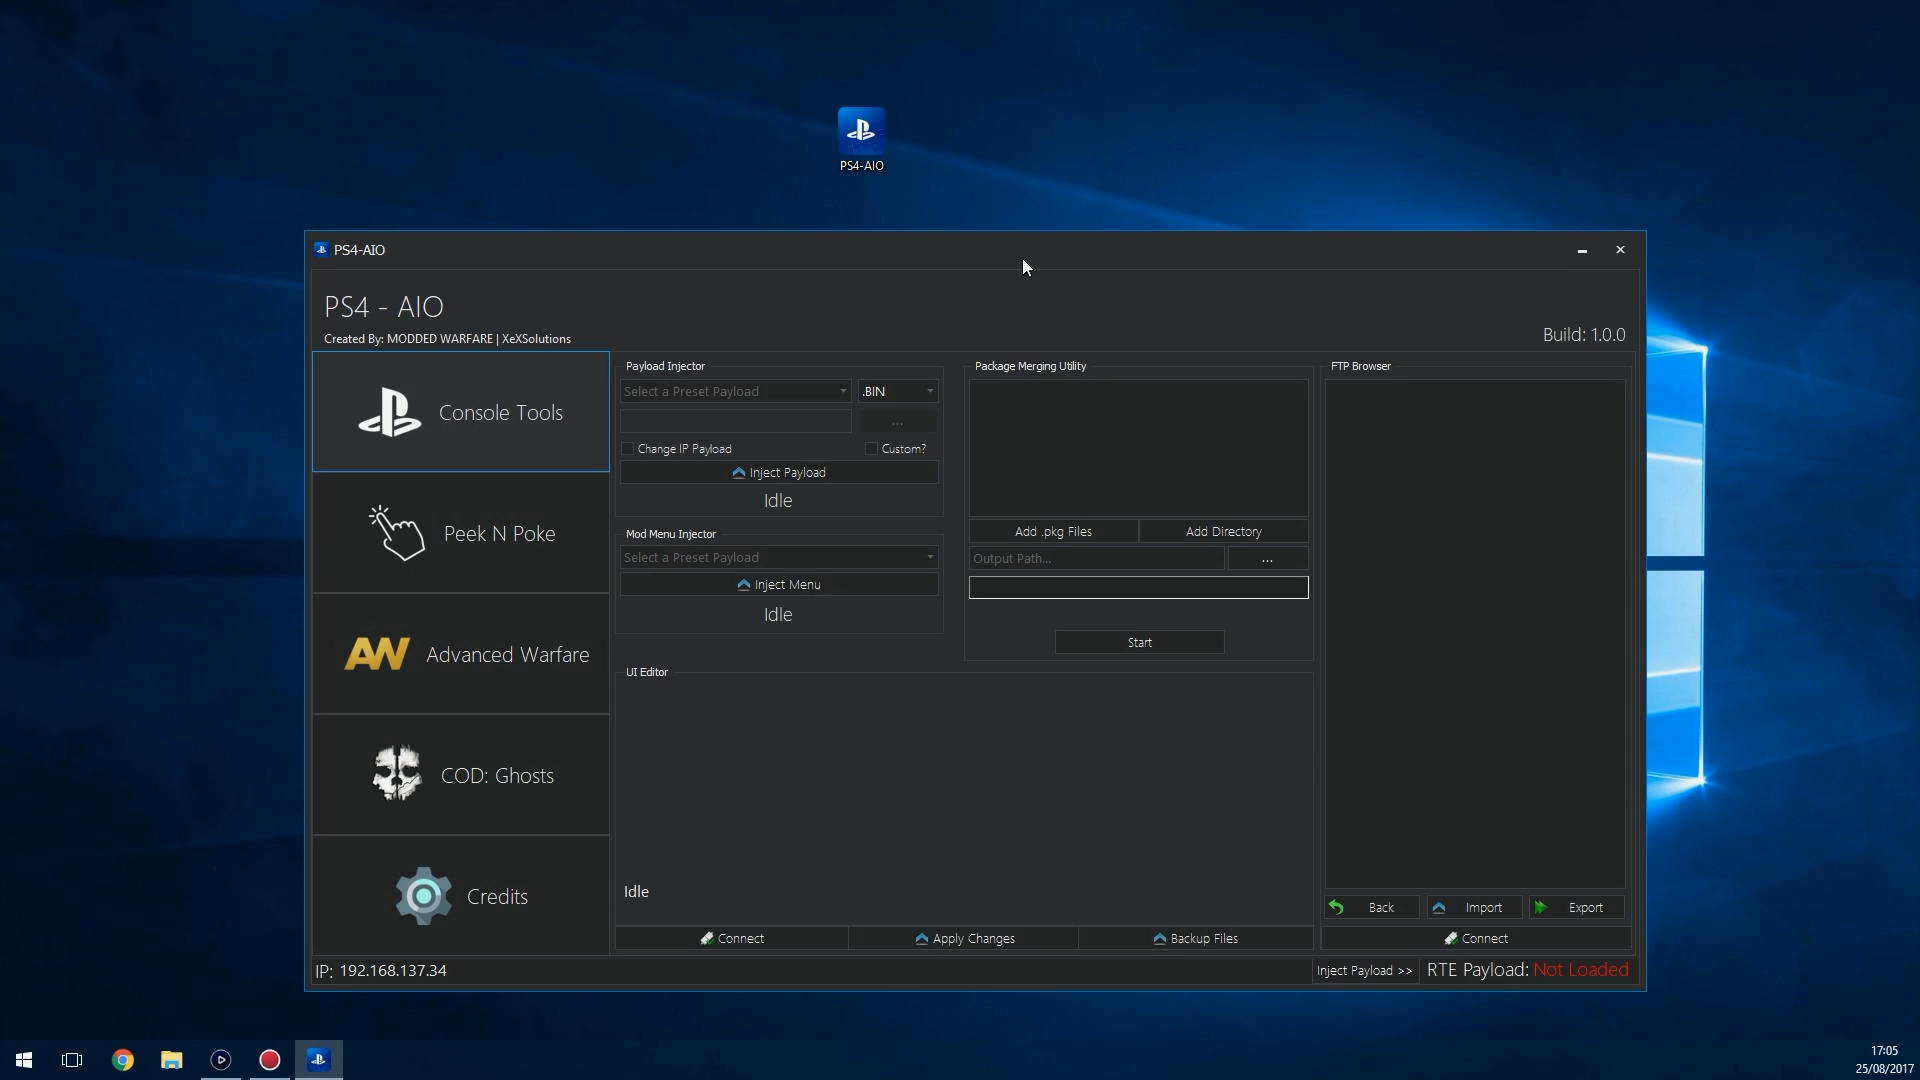 PS4-AIO
PS4-AIO
PS4 - AIO
Created By: MODDED WARFARE | XeXSolutions
Build: 1.0.0
Console Tools
Peek N Poke
AW Advanced Warfare
COD: Ghosts
Credits
Payload Injector
Select a Preset Payload
.BIN
...
Change IP Payload
Custom?
Inject Payload
Idle
Mod Menu Injector
Select a Preset Payload
Inject Menu
Idle
Package Merging Utility
Add .pkg Files
Add Directory
Output Path...
...
Start
UI Editor
Idle
Connect
Apply Changes
Backup Files
FTP Browser
Back
Import
Export
Connect
IP: 192.168.137.34
Inject Payload >>
RTE Payload: Not Loaded
17:05
25/08/2017